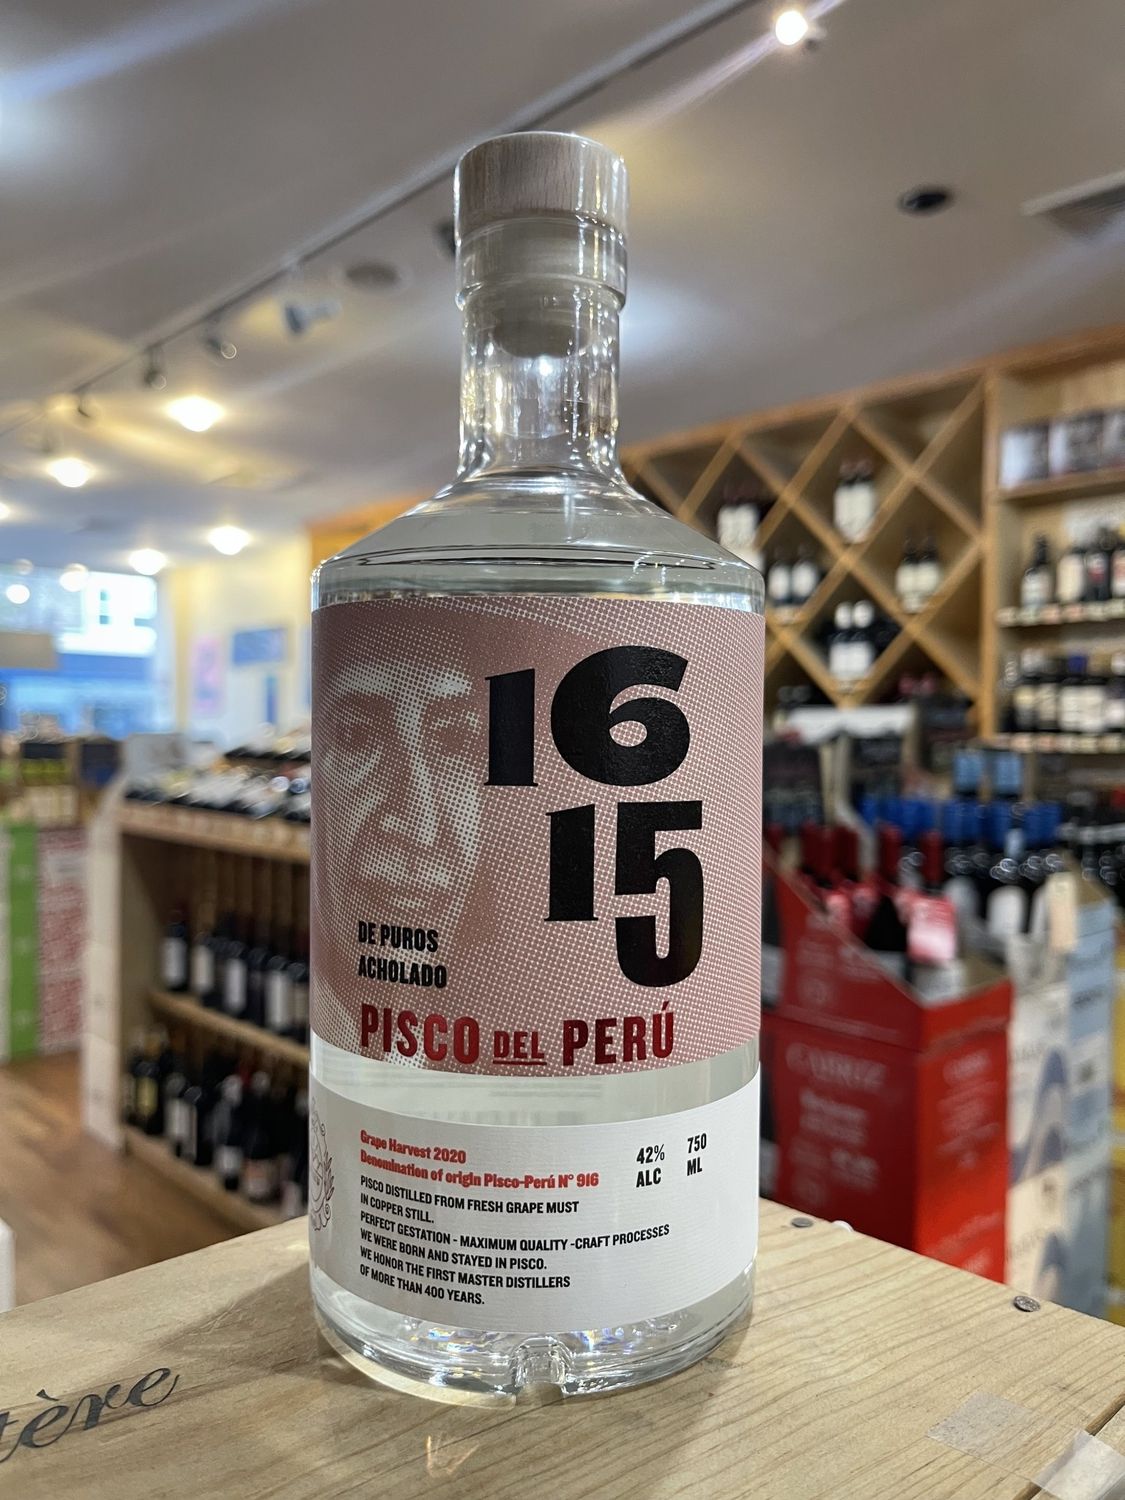 16
15
DE PUROS
ACHOLADO
PISCO DEL PERÚ
Grape Harvest 2020
Denomination of origin Pisco-Perú N° 916
42%
ALC
750
ML
PISCO DISTILLED FROM FRESH GRAPE MUST
IN COPPER STILL.
PERFECT GESTATION - MAXIMUM QUALITY -CRAFT PROCESSES
WE WERE BORN AND STAYED IN PISCO.
WE HONOR THE FIRST MASTER DISTILLERS
OF MORE THAN 400 YEARS.
tère